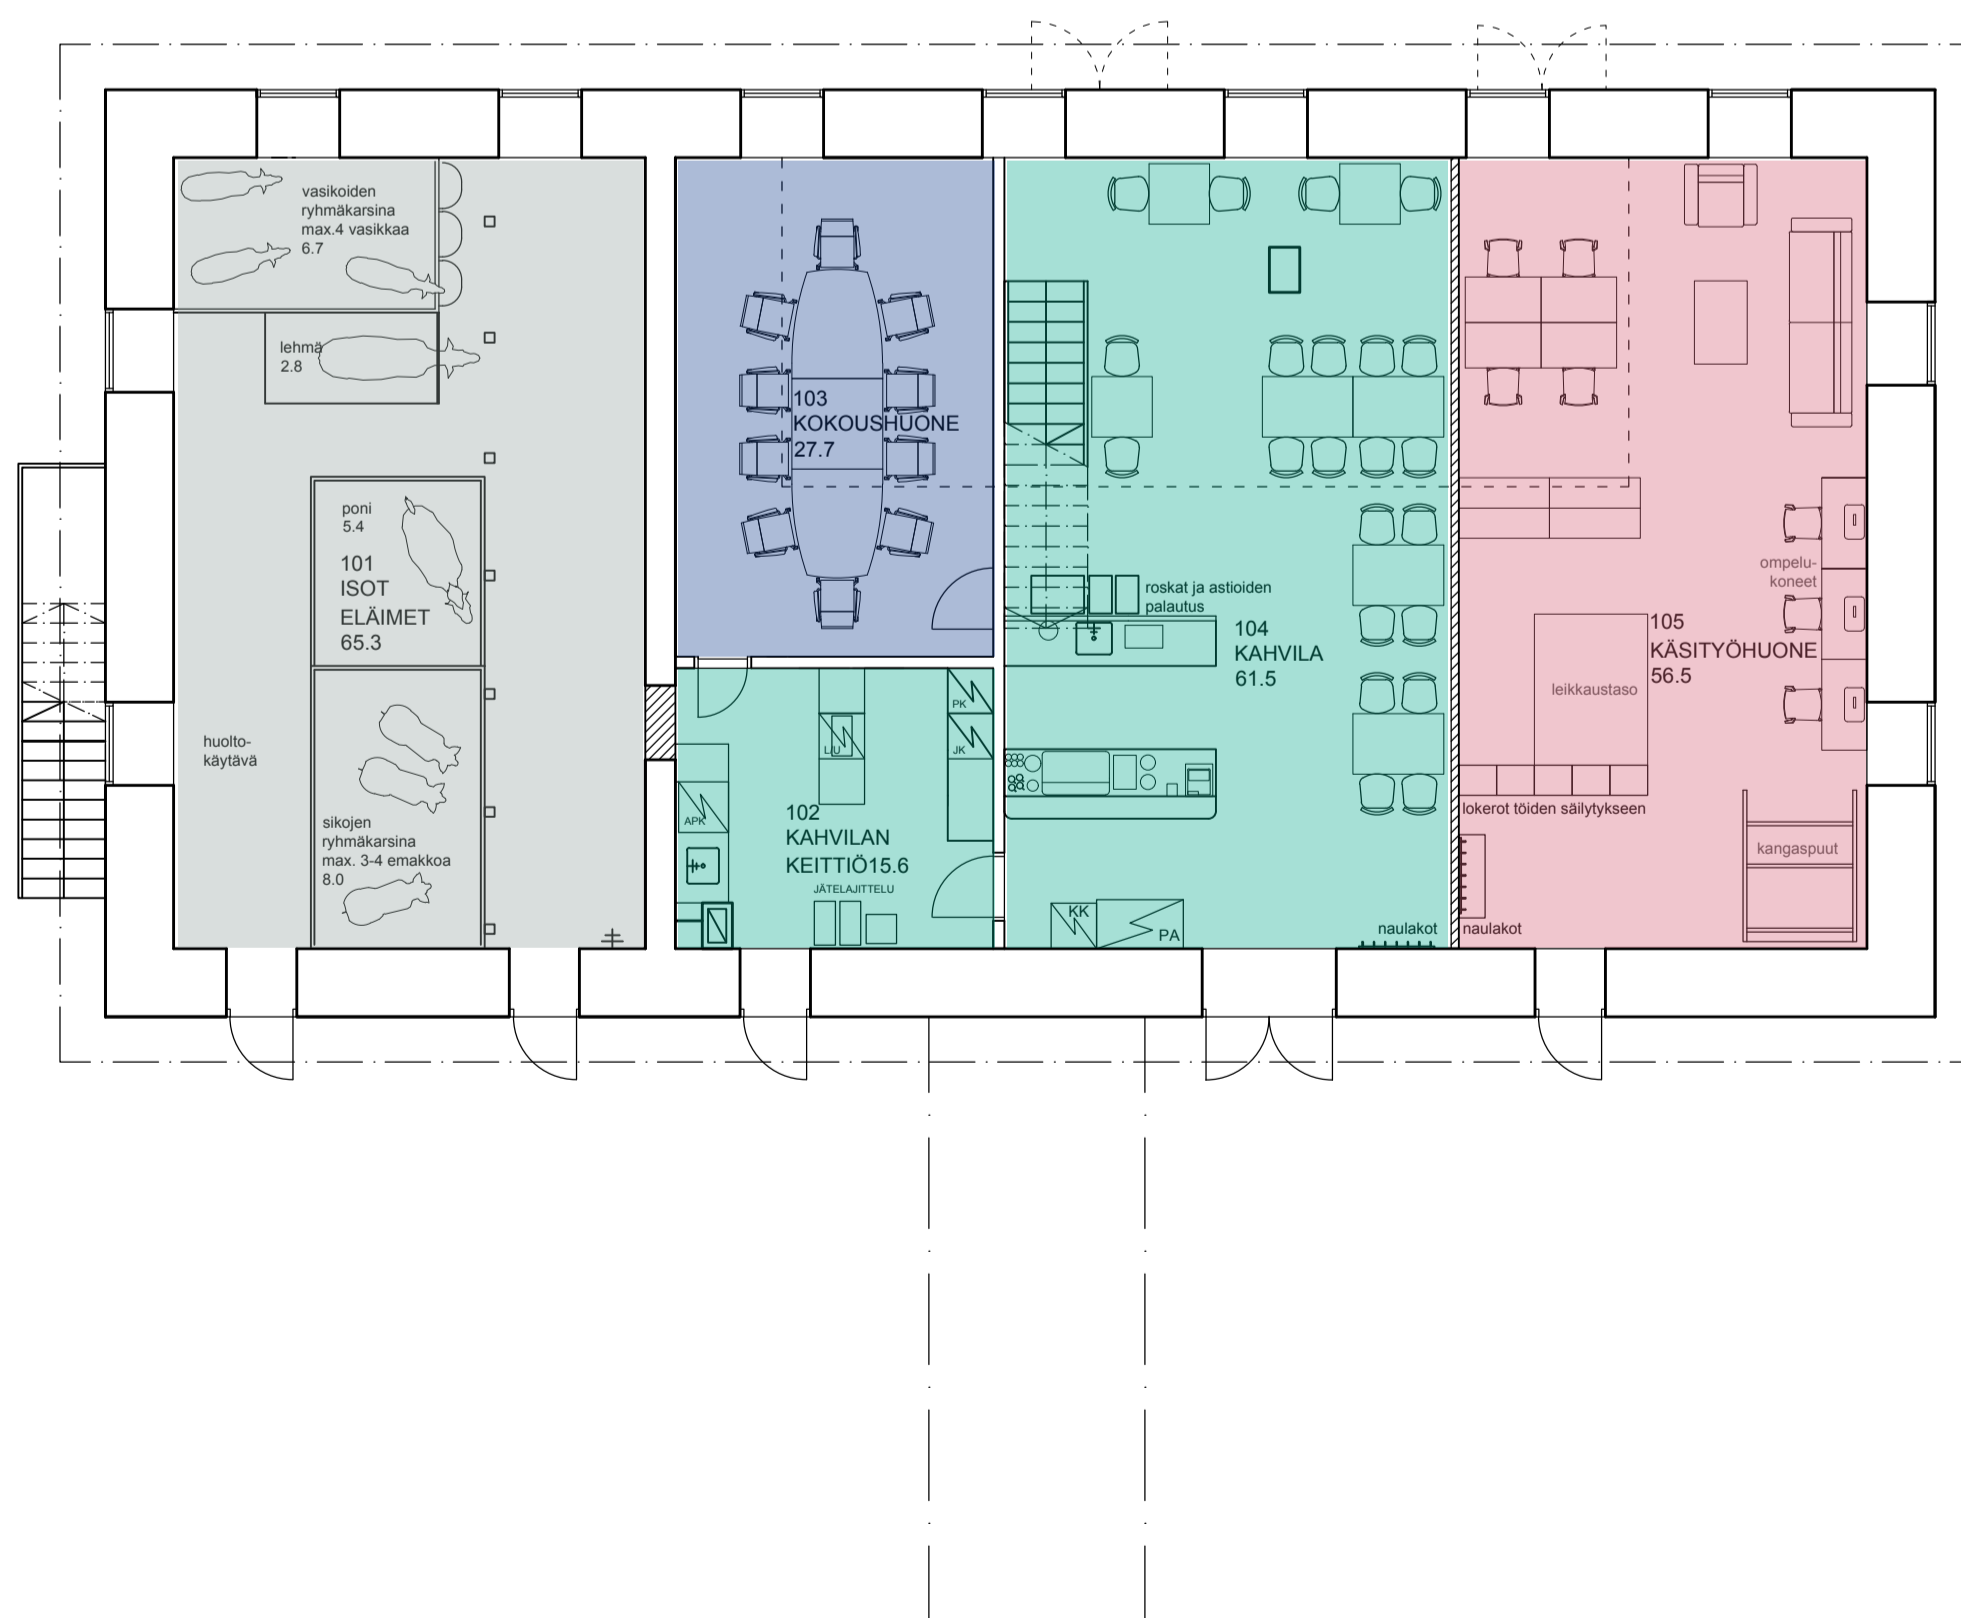 vasikoiden
ryhmäkarsina
max.4 vasikkaa
6.7
lehmä
2.8
poni
5.4
101
ISOT
ELÄIMET
65.3
huolto-
käytävä
sikojen
ryhmäkarsina
max. 3-4 emakkoa
8.0
103
KOKOUSHUONE
27.7
PK
JK
L/U
APK
102
KAHVILAN
KEITTIÖ15.6
JÄTELAJITTELU
roskat ja astioiden
palautus
104
KAHVILA
61.5
KK
PA
naulakot
ompelu-
koneet
105
KÄSITYÖHUONE
56.5
leikkaustaso
lokerot töiden säilytykseen
kangaspuut
naulakot